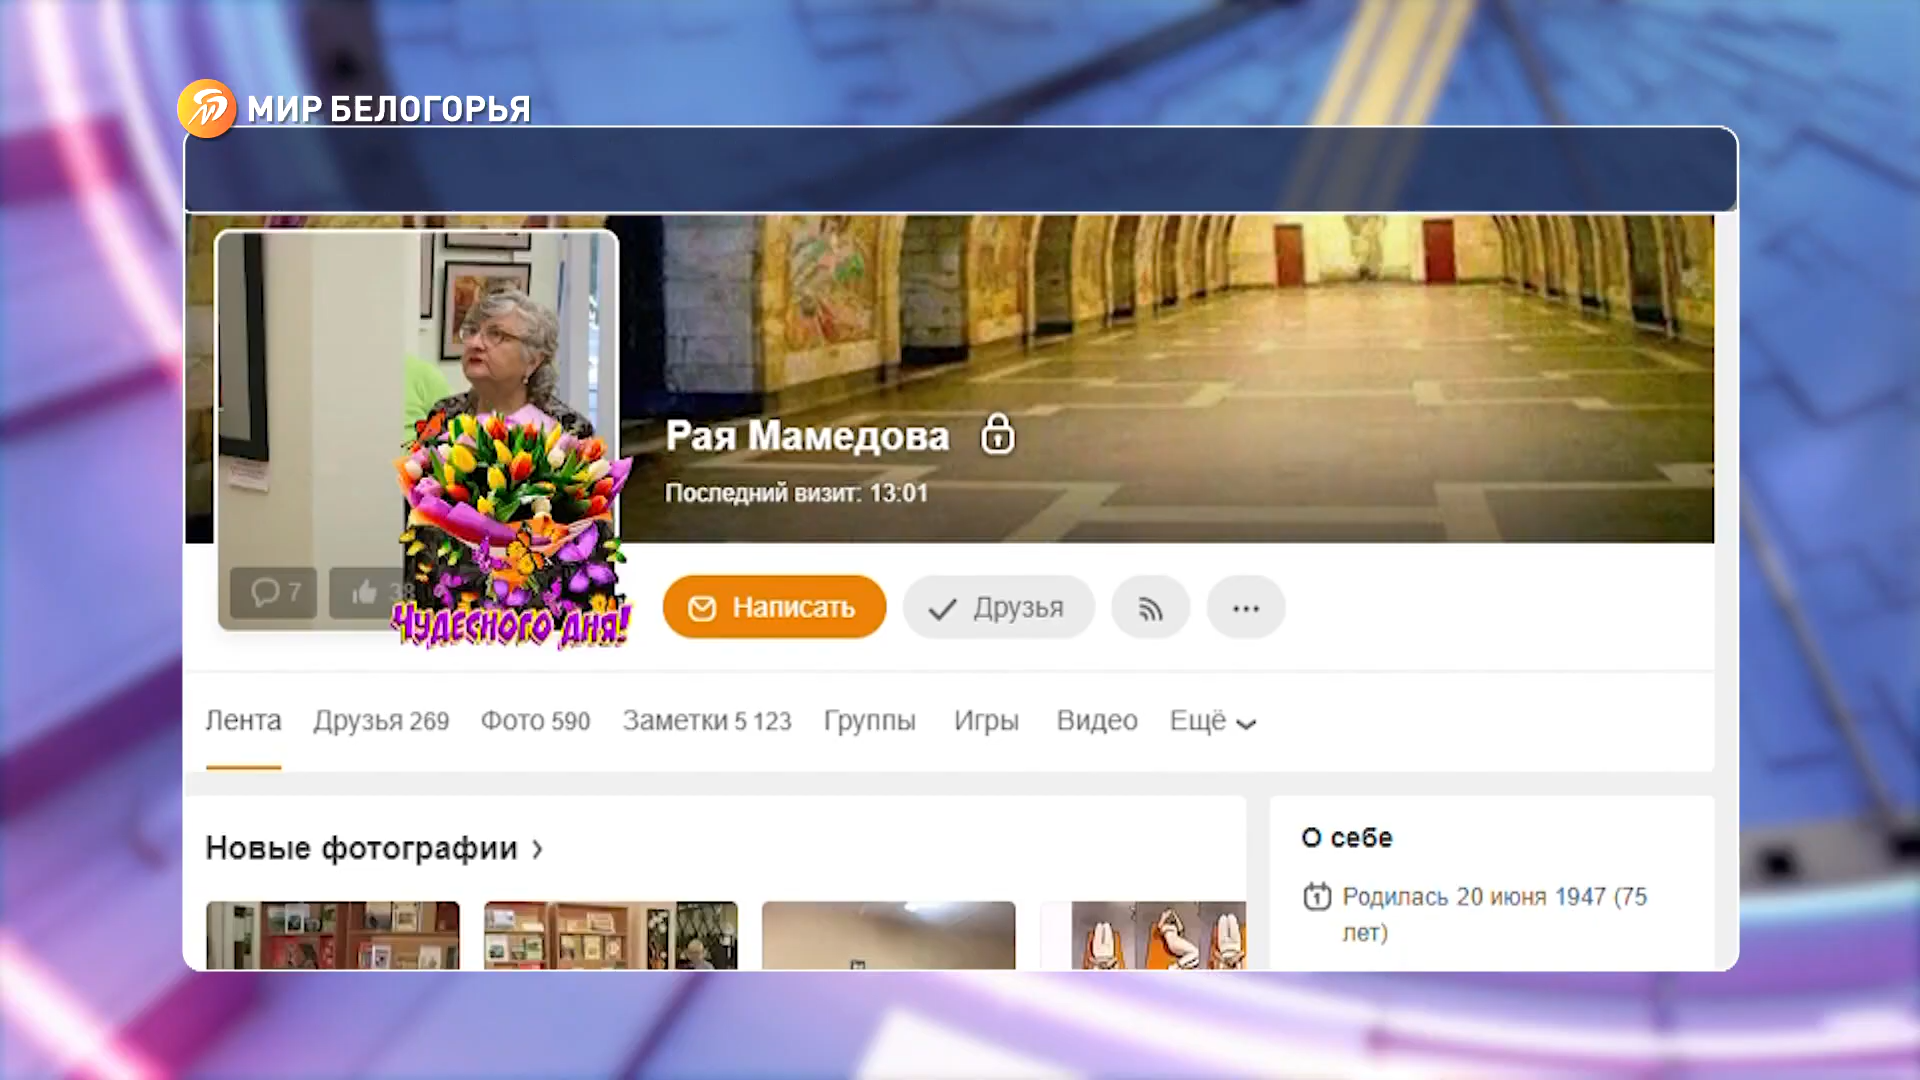 МИР БЕЛОГОРЬЯ
Рая Мамедова
Последний визит: 13:01
7
38
Чудесного дня!
Написать
Друзья
Лента
Друзья 269
Фото 590
Заметки 5 123
Группы
Игры
Видео
Ещё
Новые фотографии
О себе
Родилась 20 июня 1947 (75
лет)